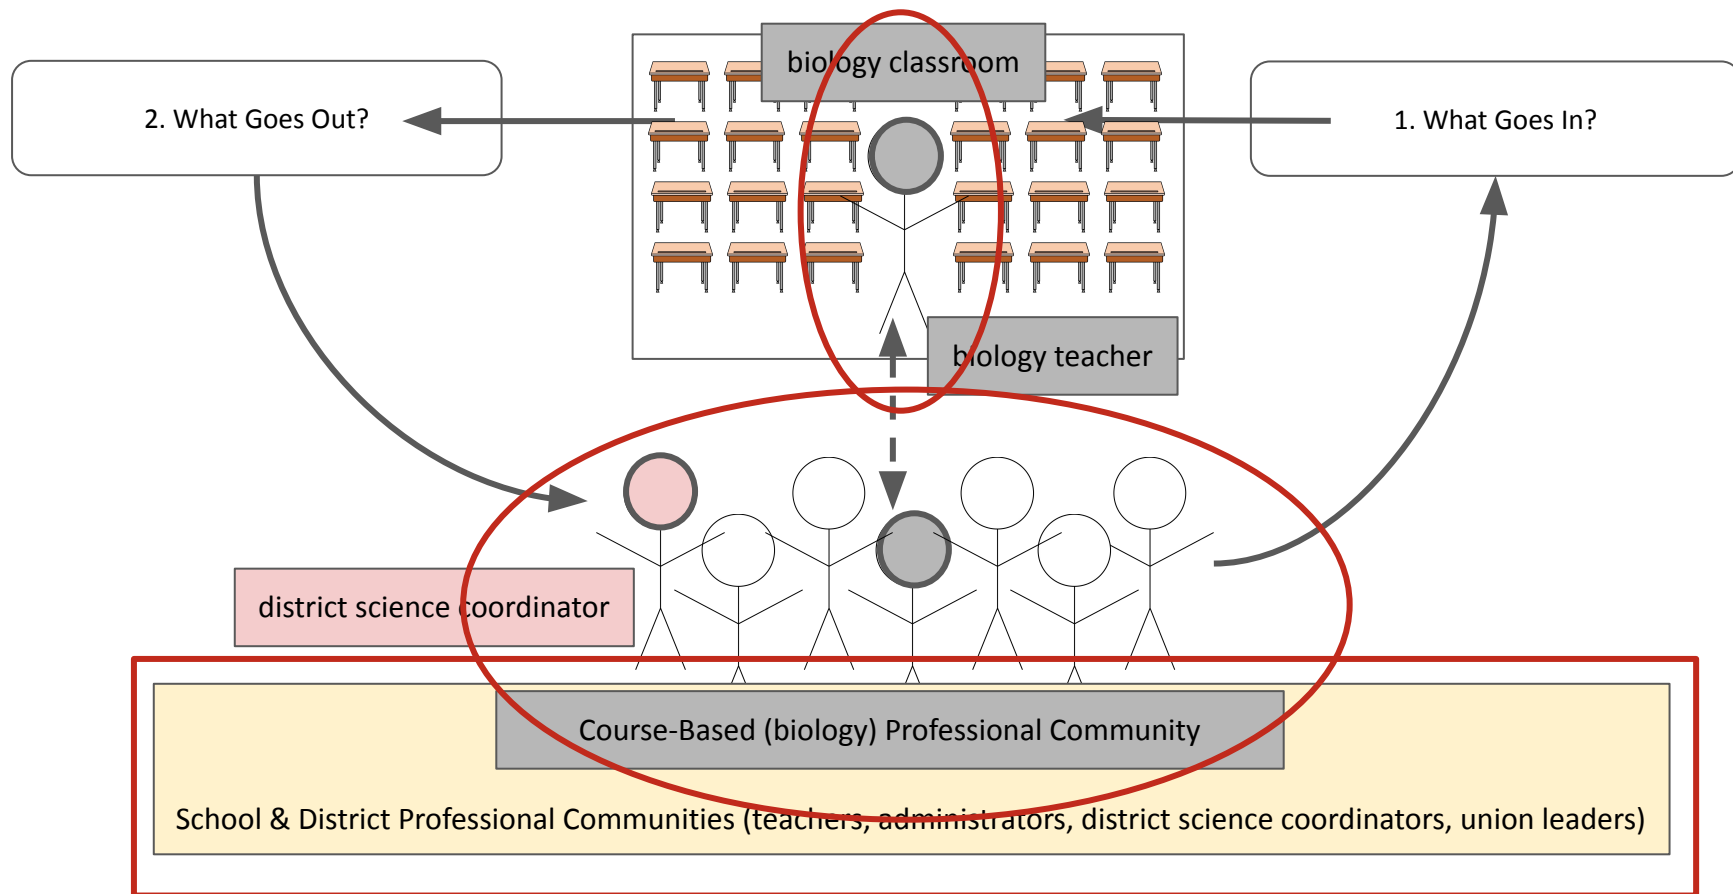 biology classroom
2. What Goes Out?
1. What Goes In?
biology teacher
district science coordinator
Course-Based (biology) Professional Community
School & District Professional Communities (teachers, administrators, district science coordinators, union leaders)